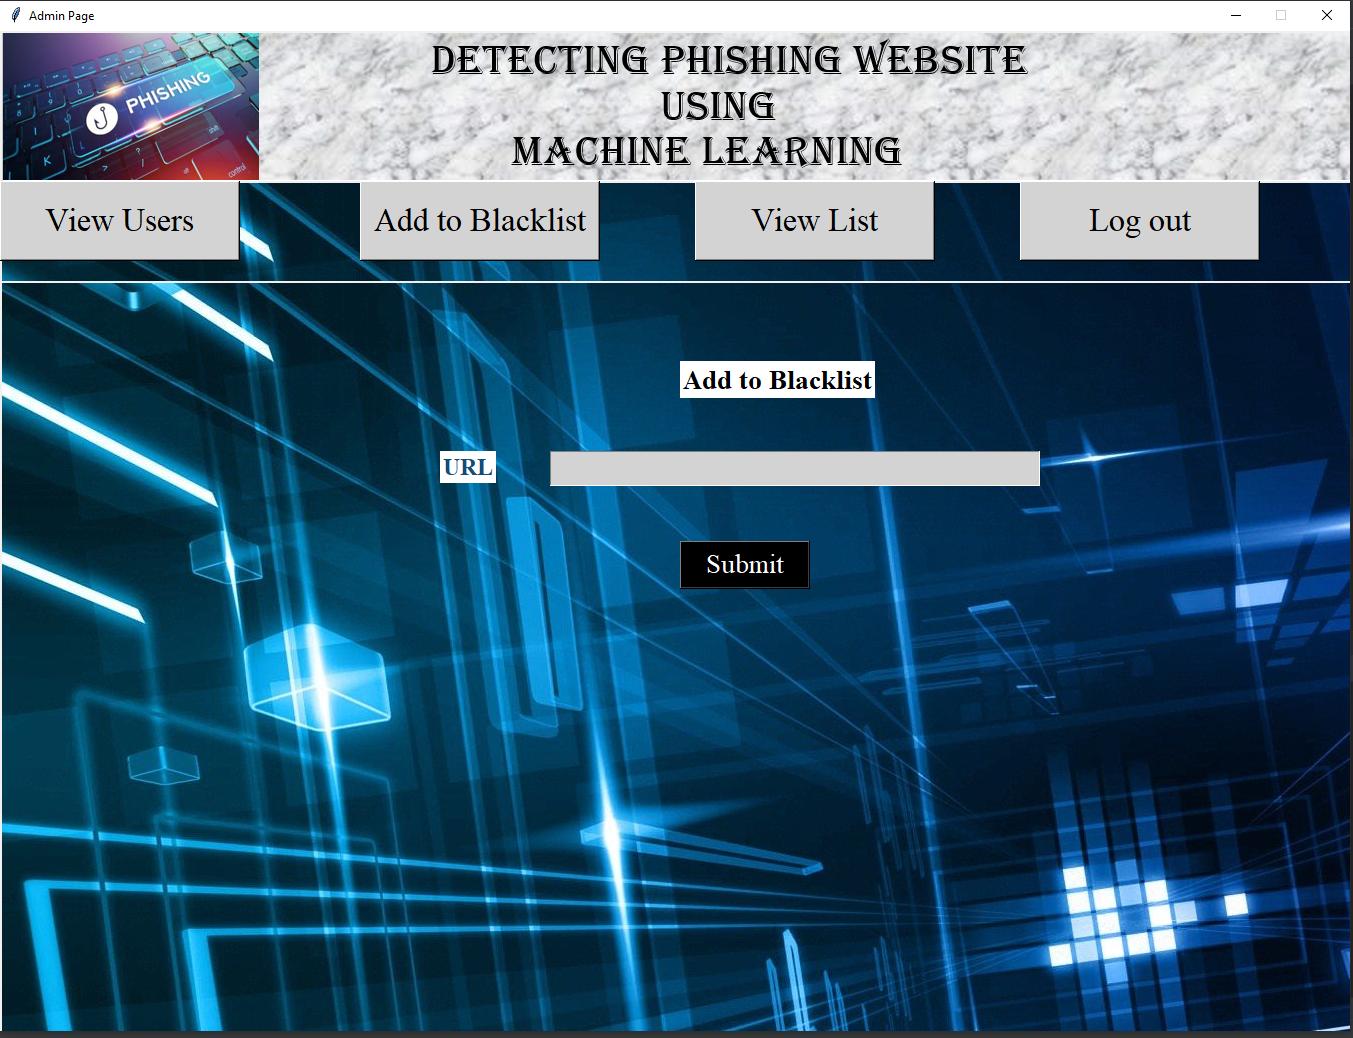 Admin Page
PHISHING
DETECTING PHISHING WEBSITE
USING
MACHINE LEARNING
View Users
Add to Blacklist
View List
Log out
Add to Blacklist
URL
Submit